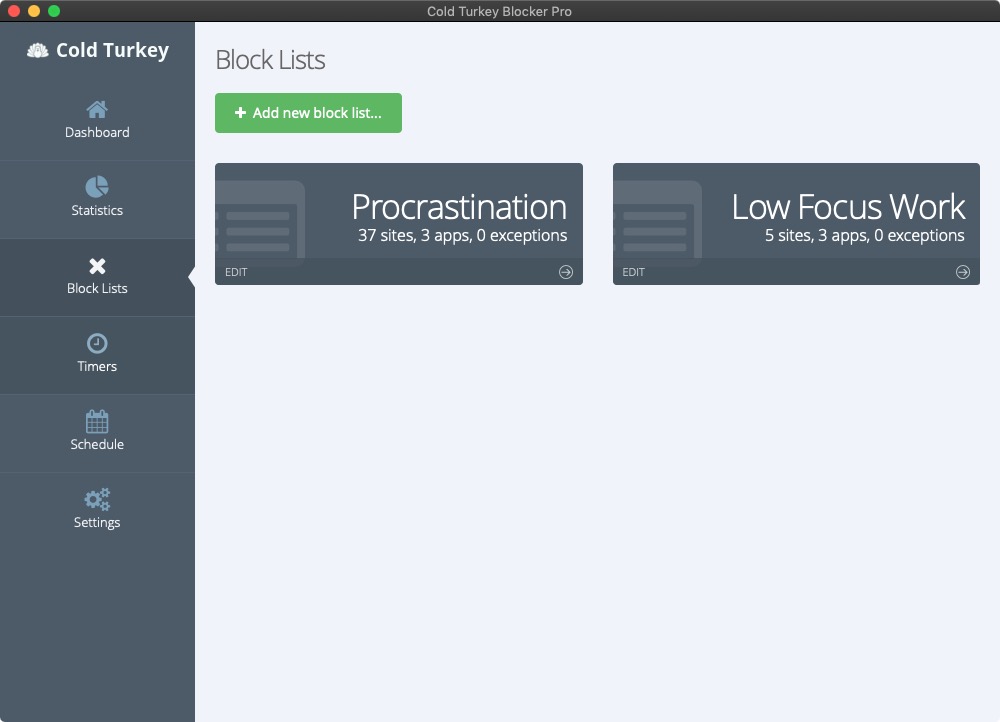 Cold Turkey Blocker Pro
Cold Turkey
Dashboard
Statistics
Block Lists
Timers
Schedule
Settings
Block Lists
+ Add new block list...
Procrastination
37 sites, 3 apps, 0 exceptions
EDIT
Low Focus Work
5 sites, 3 apps, 0 exceptions
EDIT